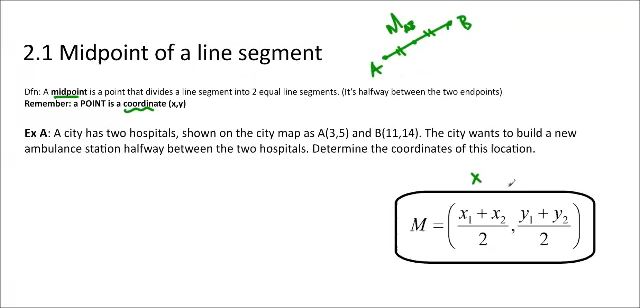 M_AB
B
A
2.1 Midpoint of a line segment
Dfn: A midpoint is a point that divides a line segment into 2 equal line segments. (It's halfway between the two endpoints)
Remember: a POINT is a coordinate (x,y)
Ex A: A city has two hospitals, shown on the city map as A(3,5) and B(11,14). The city wants to build a new
ambulance station halfway between the two hospitals. Determine the coordinates of this location.
x
M = ( (x₁ + x₂)/2 , (y₁ + y₂)/2 )